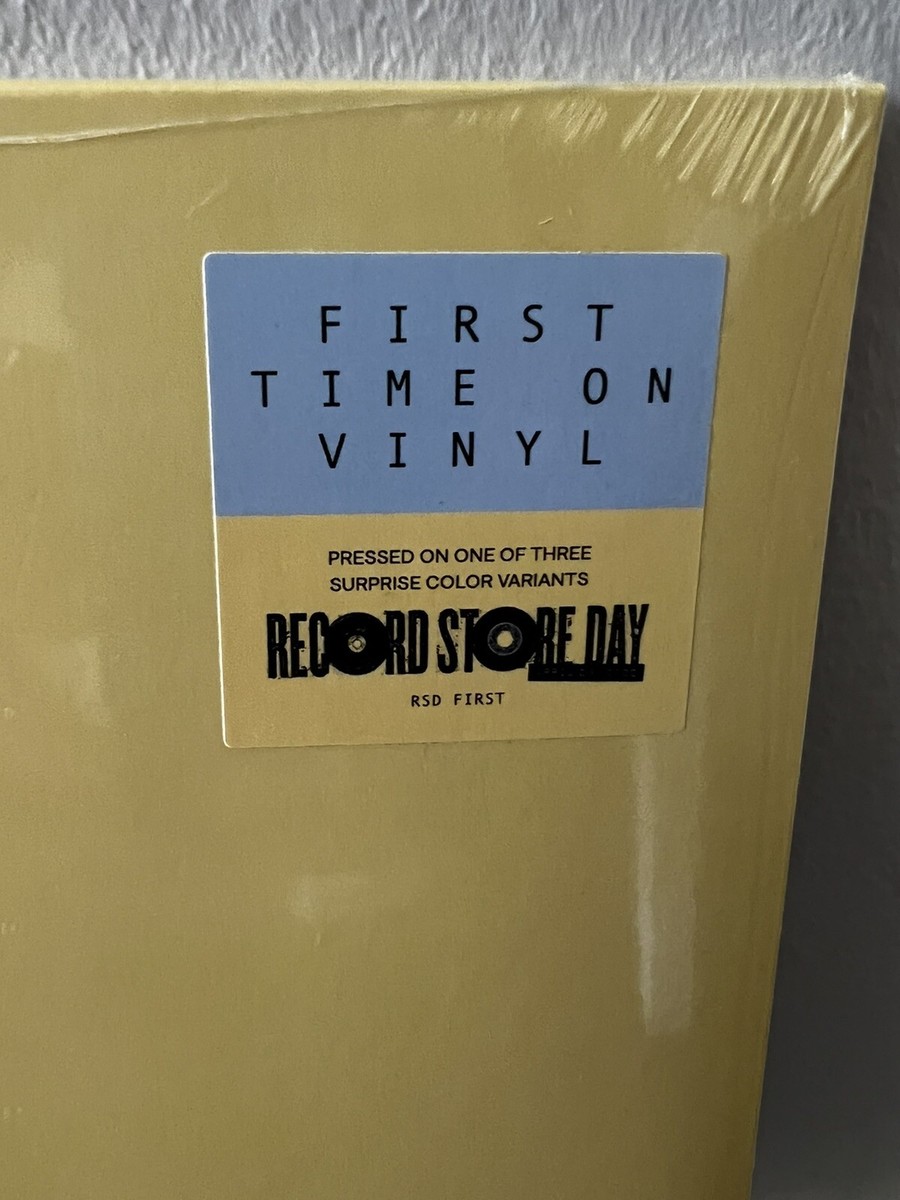 FIRST
TIME ON
VINYL
PRESSED ON ONE OF THREE
SURPRISE COLOR VARIANTS
RECORD STORE DAY
RSD FIRST